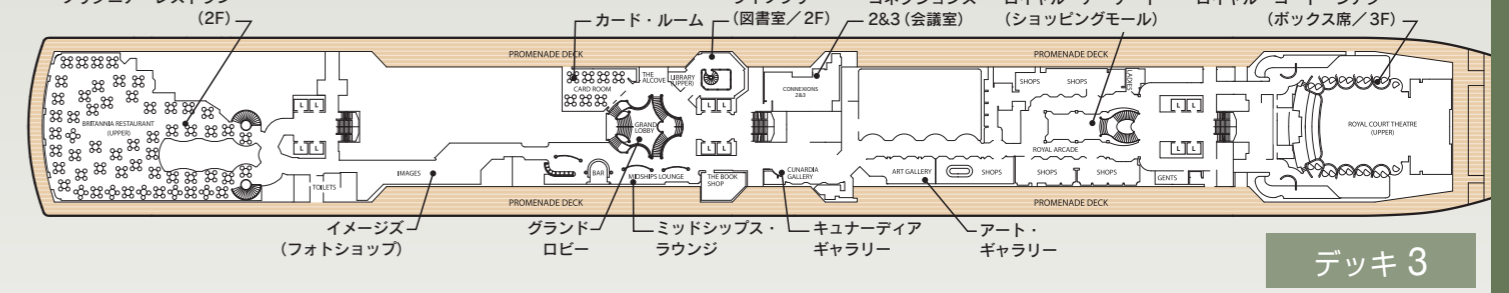 (2F)
カード・ルーム
(図書室／2F)
2&3 (会議室)
(ショッピングモール)
(ボックス席／3F)
PROMENADE DECK
PROMENADE DECK
BRITANNIA RESTAURANT
(UPPER)
L L
L L
TOILETS
IMAGES
CARD ROOM
THE
ALCOVE
LIBRARY
(UPPER)
GRAND
LOBBY
L L
L L
BAR
MIDSHIPS LOUNGE
THE BOOK
SHOP
CONNEXIONS
2&3
CUNARDIA
GALLERY
ART GALLERY
SHOPS
SHOPS
SHOPS
LADIES
ROYAL ARCADE
SHOPS
SHOPS
GENTS
L L
L L
ROYAL COURT THEATRE
(UPPER)
PROMENADE DECK
PROMENADE DECK
イメージズ
(フォトショップ)
グランド
ロビー
ミッドシップス・
ラウンジ
キュナーディア
ギャラリー
アート・
ギャラリー
デッキ 3